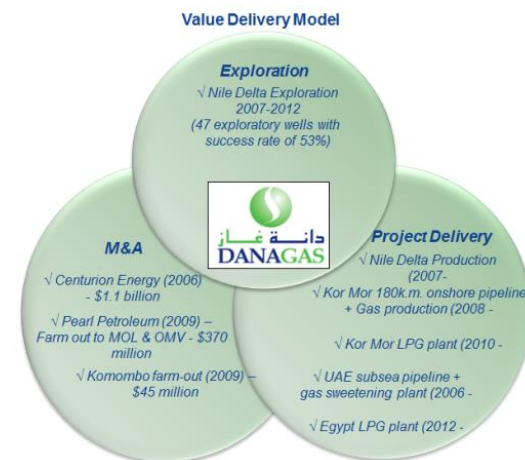 Value Delivery Model
Exploration
√ Nile Delta Exploration
2007-2012
(47 exploratory wells with
success rate of 53%)
دانة غاز
DANAGAS
M&A
√ Centurion Energy (2006)
- $1.1 billion
√ Pearl Petroleum (2009) –
Farm out to MOL & OMV - $370
million
√ Komombo farm-out (2009) –
$45 million
Project Delivery
√ Nile Delta Production
(2007-
√ Kor Mor 180k.m. onshore pipeline
+ Gas production (2008 -
√ Kor Mor LPG plant (2010 -
√ UAE subsea pipeline +
gas sweetening plant (2006 -
√ Egypt LPG plant (2012 -